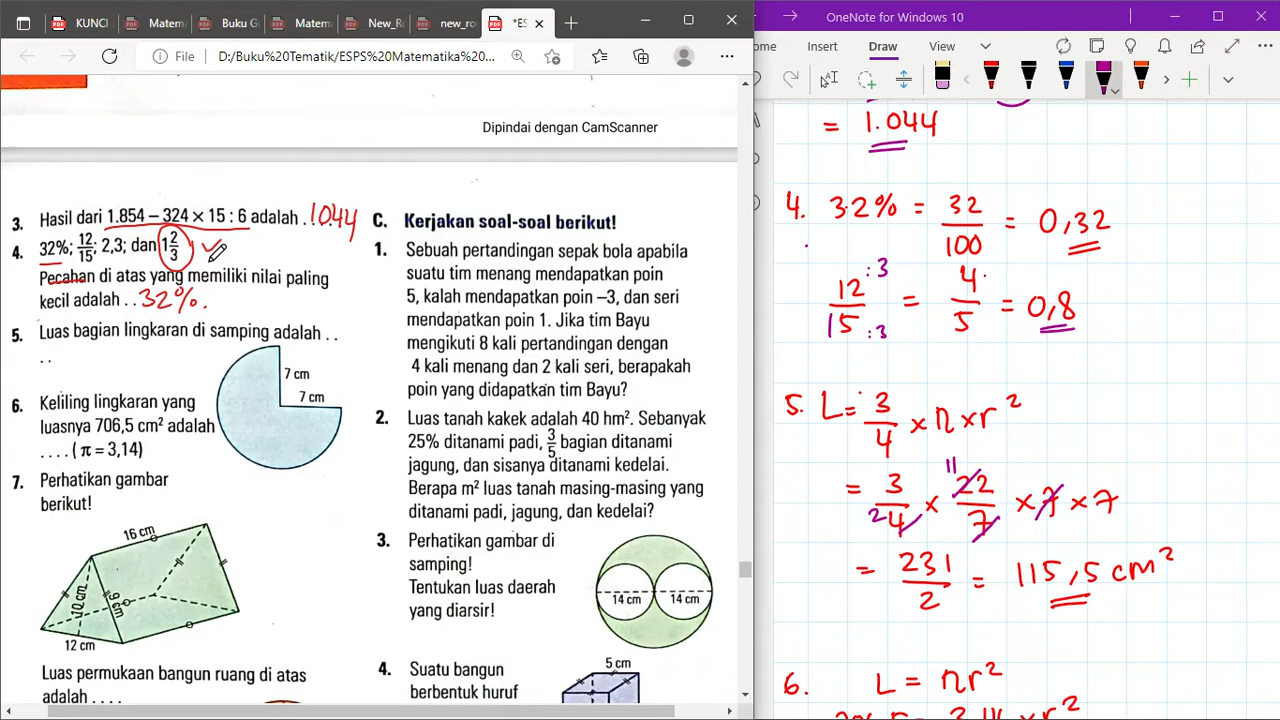 KUNCI
Matema
Buku G
Matema
New_R
new_ro
*ES
File
D:/Buku%20Tematik/ESPS%20Matematika%20...
Dipindai dengan CamScanner
3. Hasil dari 1.854 – 324 × 15 : 6 adalah . 1044
4. 32%; 12/15; 2,3; dan 1 2/3
Pecahan di atas yang memiliki nilai paling
kecil adalah . . 32%.
5. Luas bagian lingkaran di samping adalah . .
. .
7 cm
7 cm
6. Keliling lingkaran yang
luasnya 706,5 cm² adalah
. . . . ( π = 3,14)
7. Perhatikan gambar
berikut!
16 cm
10 cm
9 cm
12 cm
Luas permukaan bangun ruang di atas
adalah . . . .
C. Kerjakan soal-soal berikut!
1. Sebuah pertandingan sepak bola apabila
suatu tim menang mendapatkan poin
5, kalah mendapatkan poin –3, dan seri
mendapatkan poin 1. Jika tim Bayu
mengikuti 8 kali pertandingan dengan
4 kali menang dan 2 kali seri, berapakah
poin yang didapatkan tim Bayu?
2. Luas tanah kakek adalah 40 hm². Sebanyak
25% ditanami padi, 3/5 bagian ditanami
jagung, dan sisanya ditanami kedelai.
Berapa m² luas tanah masing-masing yang
ditanami padi, jagung, dan kedelai?
3. Perhatikan gambar di
samping!
Tentukan luas daerah
yang diarsir!
14 cm
14 cm
4. Suatu bangun
berbentuk huruf
5 cm
OneNote for Windows 10
ome
Insert
Draw
View
= 1.044
4. 32% = 32/100 = 0,32
12/15 :3 :3 = 4/5 = 0,8
5. L = 3/4 × π × r²
= 3/4 × 22/7 × 7 × 7
2 11
= 231/2 = 115,5 cm²
6. L = πr²